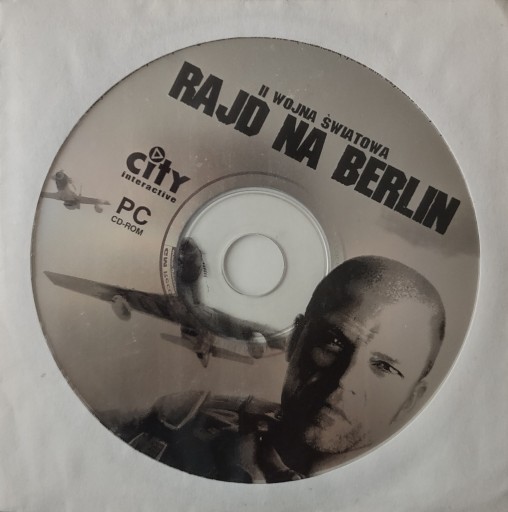 II WOJNA ŚWIATOWA
RAJD NA BERLIN
city
interactive
PC
CD-ROM